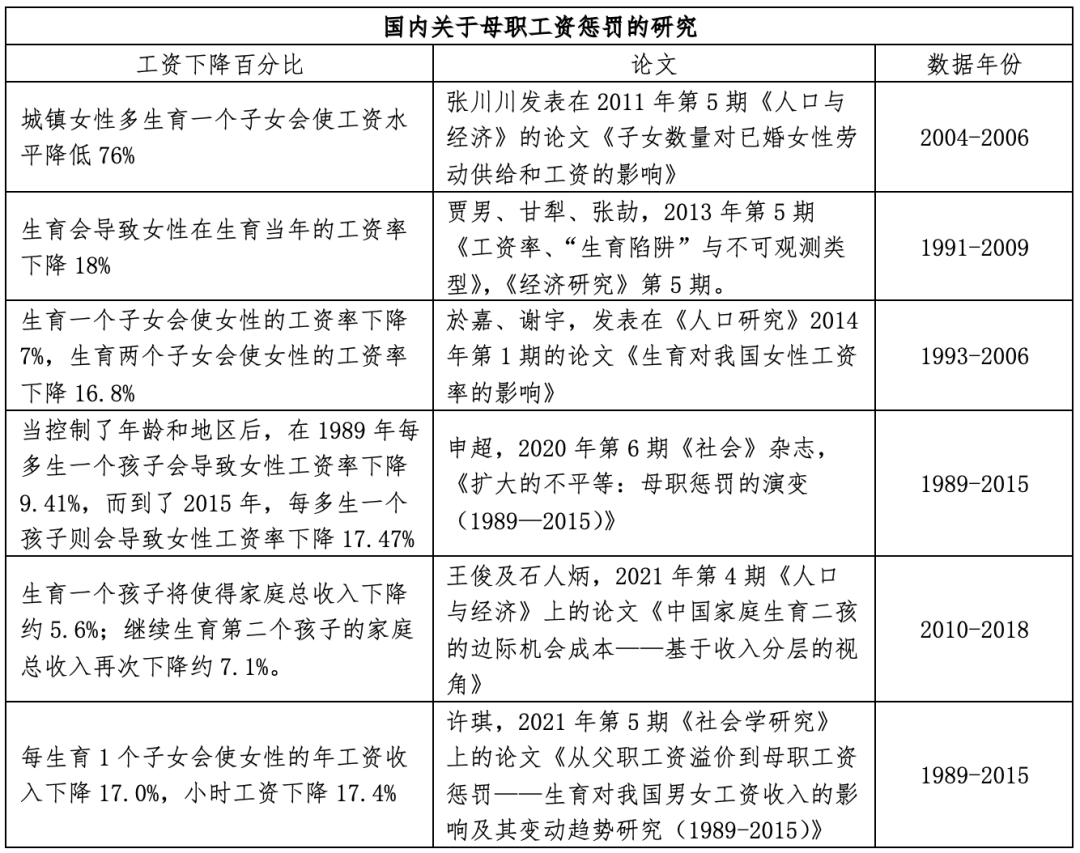 国内关于母职工资惩罚的研究
工资下降百分比
论文
数据年份
城镇女性多生育一个子女会使工资水
平降低 76%
张川川发表在 2011 年第 5 期《人口与
经济》的论文《子女数量对已婚女性劳
动供给和工资的影响》
2004-2006
生育会导致女性在生育当年的工资率
下降 18%
贾男、甘犁、张劼，2013 年第 5 期
《工资率、“生育陷阱”与不可观测类
型》，《经济研究》第 5 期。
1991-2009
生育一个子女会使女性的工资率下降
7%，生育两个子女会使女性的工资率
下降 16.8%
於嘉、谢宇，发表在《人口研究》2014
年第 1 期的论文《生育对我国女性工资
率的影响》
1993-2006
当控制了年龄和地区后，在 1989 年每
多生一个孩子会导致女性工资率下降
9.41%，而到了 2015 年，每多生一个
孩子则会导致女性工资率下降 17.47%
申超，2020 年第 6 期《社会》杂志，
《扩大的不平等：母职惩罚的演变
（1989—2015）》
1989-2015
生育一个孩子将使得家庭总收入下降
约 5.6%；继续生育第二个孩子的家庭
总收入再次下降约 7.1%。
王俊及石人炳，2021 年第 4 期《人口
与经济》上的论文《中国家庭生育二孩
的边际机会成本——基于收入分层的视
角》
2010-2018
每生育 1 个子女会使女性的年工资收
入下降 17.0%，小时工资下降 17.4%
许琪，2021 年第 5 期《社会学研究》
上的论文《从父职工资溢价到母职工资
惩罚——生育对我国男女工资收入的影
响及其变动趋势研究（1989-2015）》
1989-2015